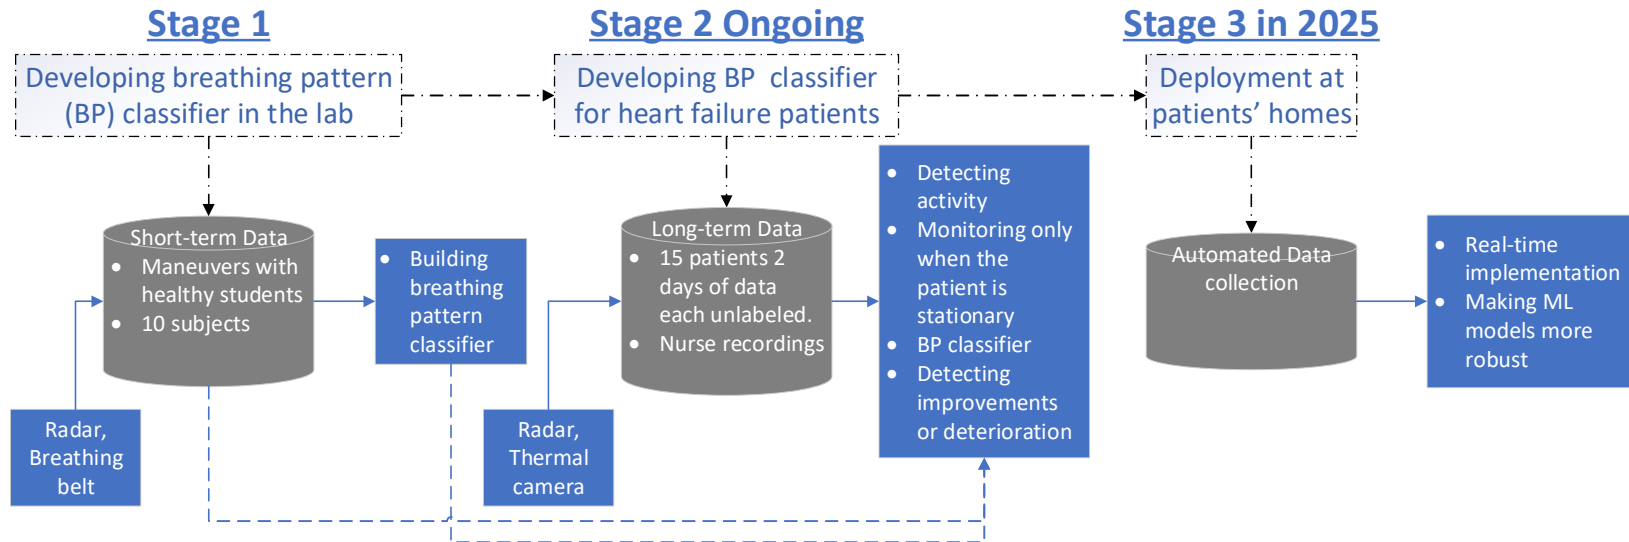 Stage 1
Developing breathing pattern
(BP) classifier in the lab
Short-term Data
● Maneuvers with
healthy students
● 10 subjects
Radar,
Breathing
belt
● Building
breathing
pattern
classifier
Stage 2 Ongoing
Developing BP classifier
for heart failure patients
Long-term Data
● 15 patients 2
days of data
each unlabeled.
● Nurse recordings
Radar,
Thermal
camera
● Detecting
activity
● Monitoring only
when the
patient is
stationary
● BP classifier
● Detecting
improvements
or deterioration
Stage 3 in 2025
Deployment at
patients’ homes
Automated Data
collection
● Real-time
implementation
● Making ML
models more
robust